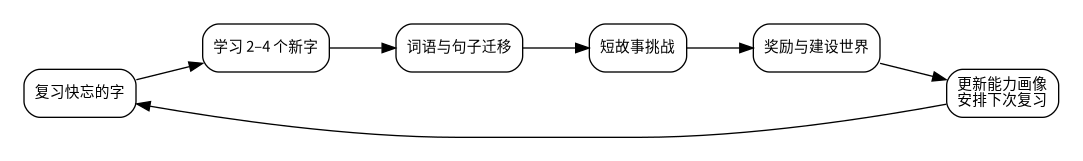 复习快忘的字
学习 2–4 个新字
词语与句子迁移
短故事挑战
奖励与建设世界
更新能力画像
安排下次复习